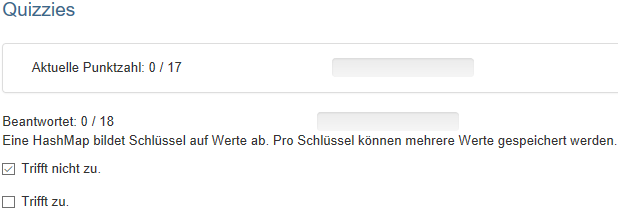 Quizzies
Aktuelle Punktzahl: 0 / 17
Beantwortet: 0 / 18
Eine HashMap bildet Schlüssel auf Werte ab. Pro Schlüssel können mehrere Werte gespeichert werden.
Trifft nicht zu.
Trifft zu.